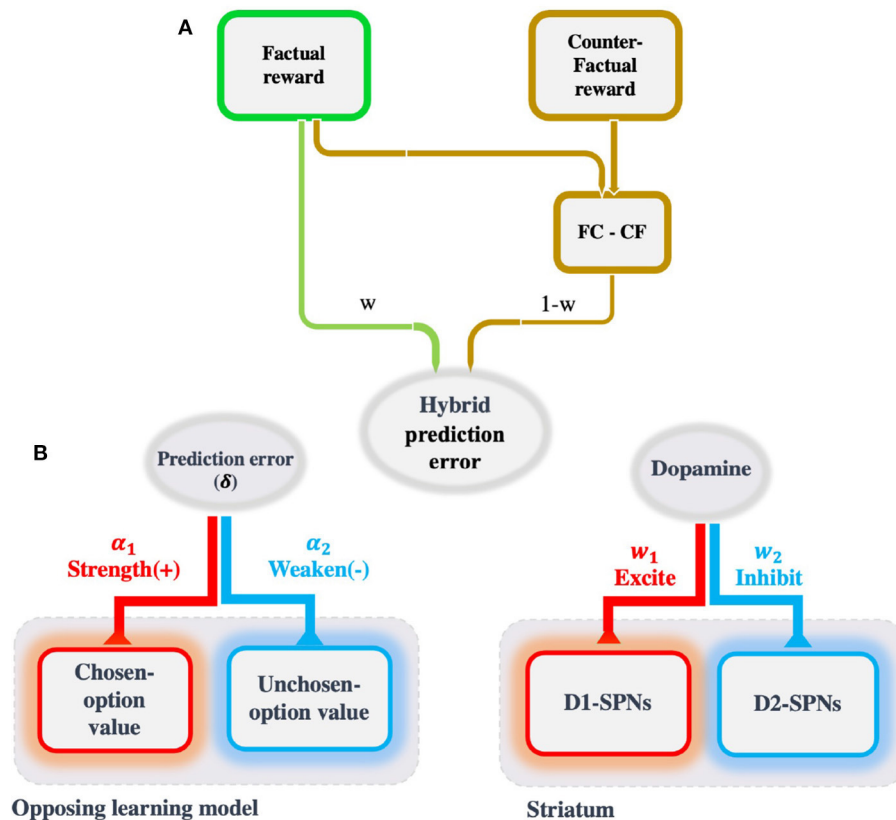 A
Factual
reward
Counter-
Factual
reward
FC - CF
w
1-w
Hybrid
prediction
error
B
Prediction error
(δ)
α₁
Strength(+)
α₂
Weaken(-)
Chosen-
option
value
Unchosen-
option value
Opposing learning model
Dopamine
w₁
Excite
w₂
Inhibit
D1-SPNs
D2-SPNs
Striatum